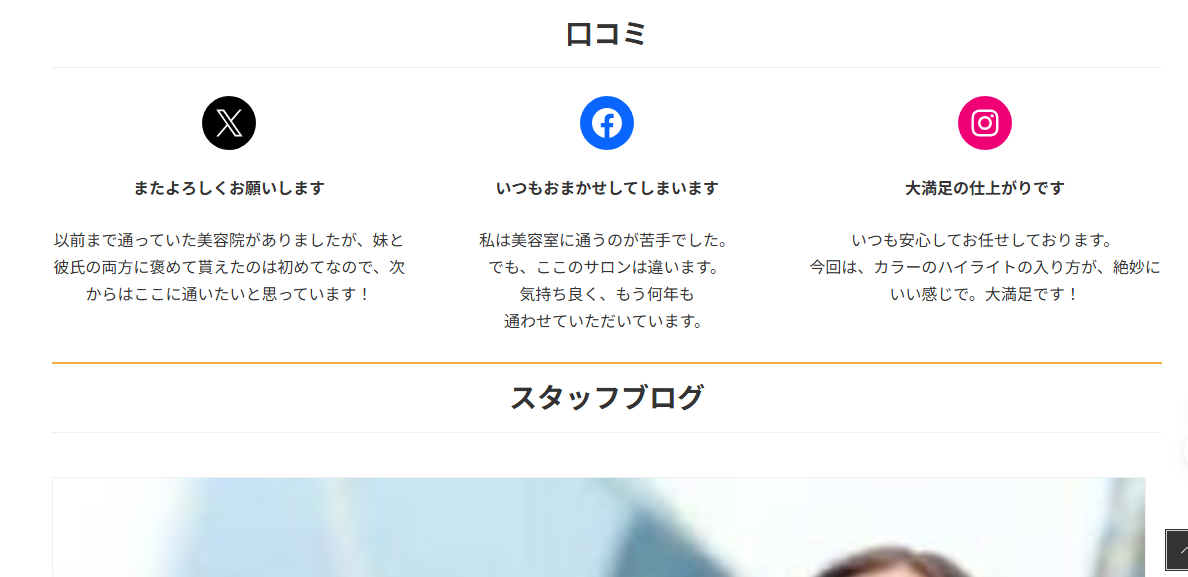 口コミ
またよろしくお願いします
以前まで通っていた美容院がありましたが、妹と
彼氏の両方に褒めて貰えたのは初めてなので、次
からはここに通いたいと思っています！
いつもおまかせしてしまいます
私は美容室に通うのが苦手でした。
でも、ここのサロンは違います。
気持ち良く、もう何年も
通わせていただいています。
大満足の仕上がりです
いつも安心してお任せしております。
今回は、カラーのハイライトの入り方が、絶妙に
いい感じで。大満足です！
スタッフブログ